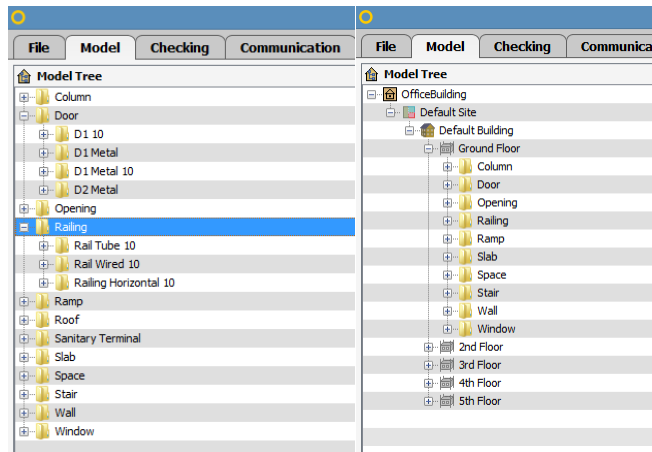 File Model Checking Communication
Model Tree
Column
Door
D1 10
D1 Metal
D1 Metal 10
D2 Metal
Opening
Railing
Rail Tube 10
Rail Wired 10
Railing Horizontal 10
Ramp
Roof
Sanitary Terminal
Slab
Space
Stair
Wall
Window
File Model Checking Communica
Model Tree
OfficeBuilding
Default Site
Default Building
Ground Floor
Column
Door
Opening
Railing
Ramp
Slab
Space
Stair
Wall
Window
2nd Floor
3rd Floor
4th Floor
5th Floor